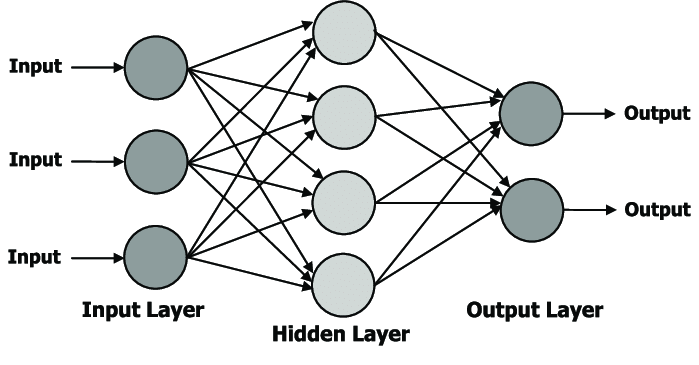 Input
Output
Input
Output
Input
Input Layer
Output Layer
Hidden Layer